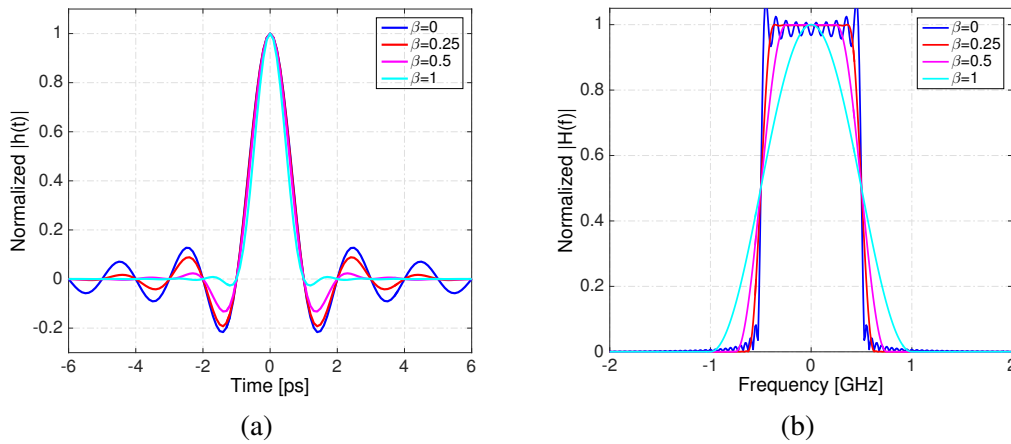 1
0.8
0.6
0.4
0.2
0
-0.2
-6 -4 -2 0 2 4 6
Normalized |h(t)|
Time [ps]
β=0
β=0.25
β=0.5
β=1
(a)
1
0.8
0.6
0.4
0.2
0
-2 -1 0 1 2
Normalized |H(f)|
Frequency [GHz]
β=0
β=0.25
β=0.5
β=1
(b)